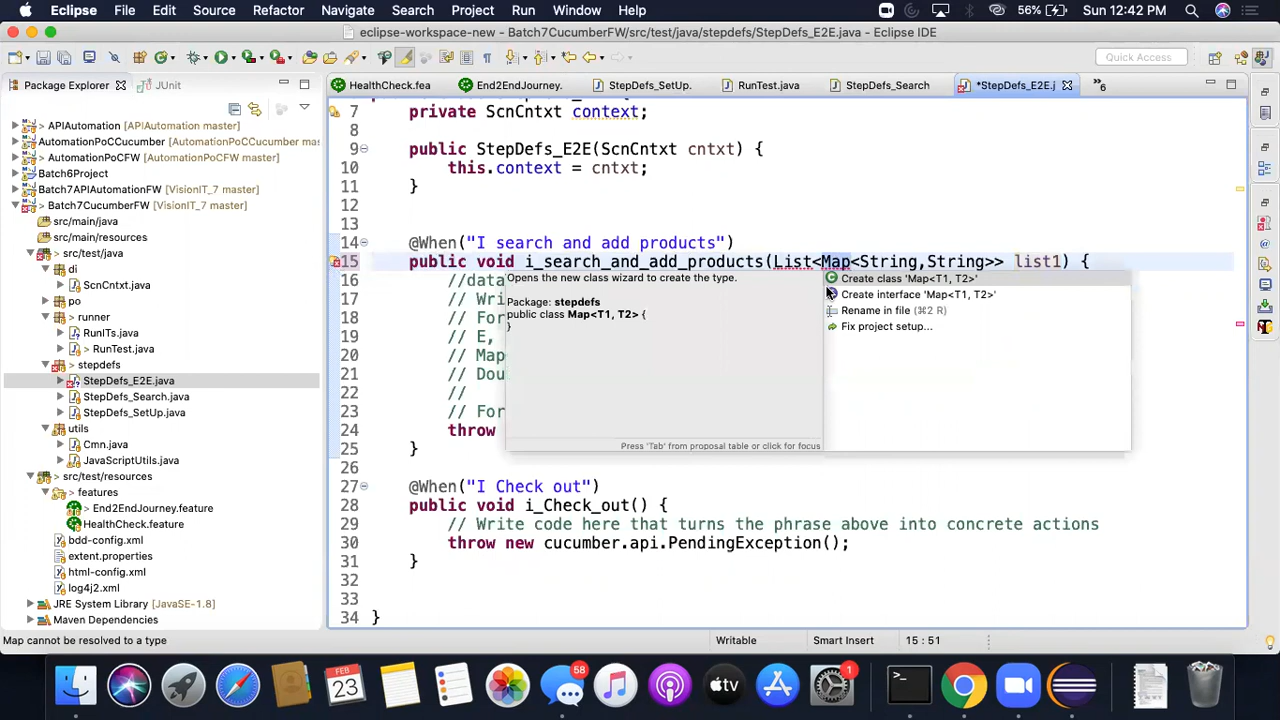 Eclipse File Edit Source Refactor Navigate Search Project Run Window Help 56% Sun 12:42 PM
eclipse-workspace-new - Batch7CucumberFW/src/test/java/stepdefs/StepDefs_E2E.java - Eclipse IDE
Quick Access
Package Explorer JUnit
HealthCheck.fea End2EndJourney. StepDefs_SetUp. RunTest.java StepDefs_Search *StepDefs_E2E.j »6
APIAutomation [APIAutomation master]
AutomationPoCCucumber [AutomationPoCCucumber mas
> AutomationPoCFW [AutomationPoCFW master]
Batch6Project
Batch7APIAutomationFW [VisionIT_7 master]
> Batch7CucumberFW [VisionIT_7 master]
src/main/java
src/main/resources
> src/test/java
di
ScnCntxt.java
po
> runner
RunITs.java
> RunTest.java
> stepdefs
StepDefs_E2E.java
StepDefs_Search.java
StepDefs_SetUp.java
utils
Cmn.java
JavaScriptUtils.java
> src/test/resources
> features
> End2EndJourney.feature
HealthCheck.feature
bdd-config.xml
extent.properties
html-config.xml
log4j2.xml
JRE System Library [JavaSE-1.8]
Maven Dependencies
7 private ScnCntxt context;
8
9 public StepDefs_E2E(ScnCntxt cntxt) {
10 this.context = cntxt;
11 }
12
13
14 @When("I search and add products")
15 public void i_search_and_add_products(List<Map<String,String>> list1) {
16 //data
17 // Wri
18 // For
19 // E,
20 // Map
21 // Dou
22 //
23 // For
24 throw
25 }
26
27 @When("I Check out")
28 public void i_Check_out() {
29 // Write code here that turns the phrase above into concrete actions
30 throw new cucumber.api.PendingException();
31 }
32
33
34 }
Opens the new class wizard to create the type.
Package: stepdefs
public class Map<T1, T2> {
}
Press 'Tab' from proposal table or click for focus
Create class 'Map<T1, T2>'
Create interface 'Map<T1, T2>'
Rename in file (⌘2 R)
Fix project setup...
Map cannot be resolved to a type Writable Smart Insert 15 : 51
FEB
23
58
tv
1